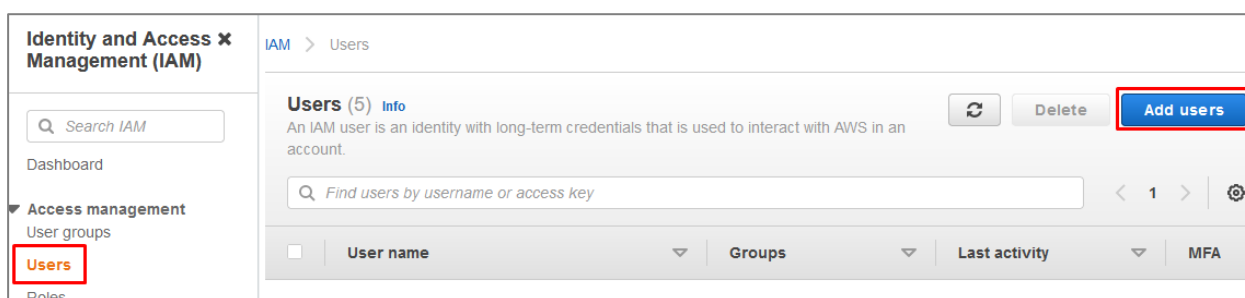 Identity and Access ✖
Management (IAM)
Search IAM
Dashboard
Access management
User groups
Users
Roles
IAM > Users
Users (5) Info
An IAM user is an identity with long-term credentials that is used to interact with AWS in an
account.
Delete
Add users
Find users by username or access key
< 1 >
User name
Groups
Last activity
MFA